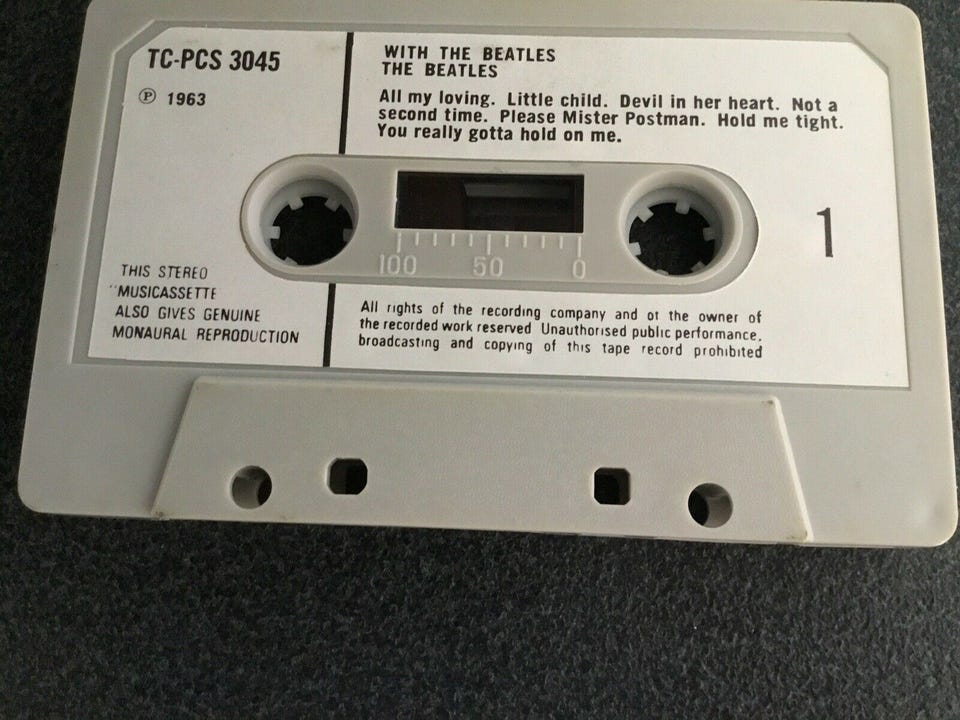 TC-PCS 3045
Ⓟ 1963
WITH THE BEATLES
THE BEATLES
All my loving. Little child. Devil in her heart. Not a
second time. Please Mister Postman. Hold me tight.
You really gotta hold on me.
1
100 50 0
THIS STEREO
"MUSICASSETTE
ALSO GIVES GENUINE
MONAURAL REPRODUCTION
All rights of the recording company and of the owner of
the recorded work reserved Unauthorised public performance,
broadcasting and copying of this tape record prohibited